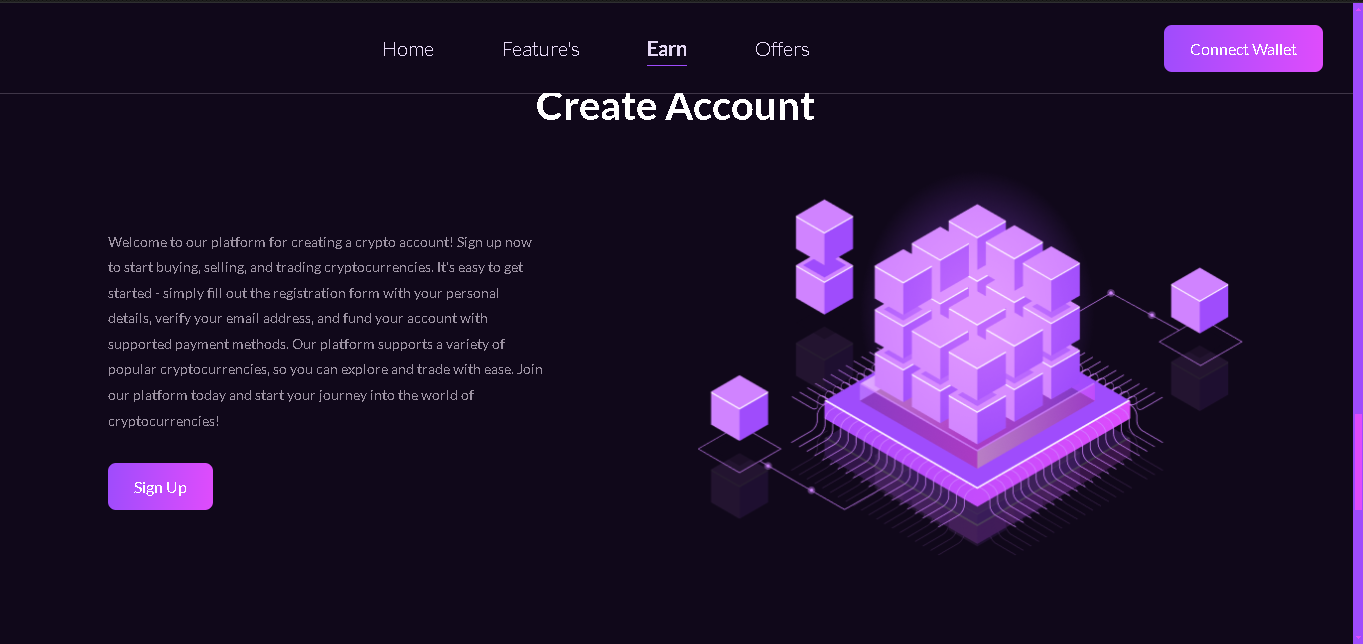 Home Feature's Earn Offers Connect Wallet
Create Account
Welcome to our platform for creating a crypto account! Sign up now
to start buying, selling, and trading cryptocurrencies. It's easy to get
started - simply fill out the registration form with your personal
details, verify your email address, and fund your account with
supported payment methods. Our platform supports a variety of
popular cryptocurrencies, so you can explore and trade with ease. Join
our platform today and start your journey into the world of
cryptocurrencies!
Sign Up